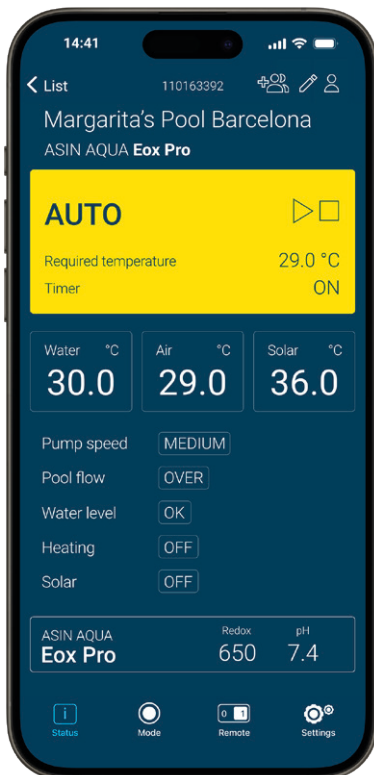 14:41
List 110163392
Margarita's Pool Barcelona
ASIN AQUA Eox Pro
AUTO
Required temperature 29.0 °C
Timer ON
Water °C Air °C Solar °C
30.0 29.0 36.0
Pump speed MEDIUM
Pool flow OVER
Water level OK
Heating OFF
Solar OFF
ASIN AQUA Redox pH
Eox Pro 650 7.4
i 0 1
Status Mode Remote Settings